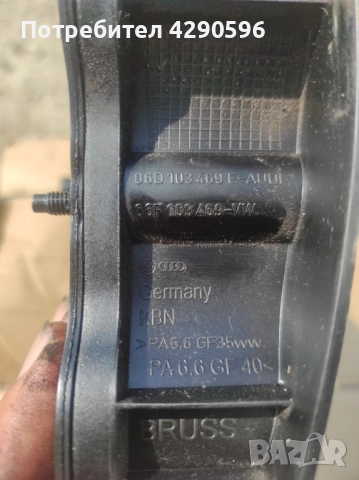 Потребител 4290596
06D 103 469 D-AUDI
06F 103 469-VW
Germany
KBN
>PA6.6 GF35ww
PA 6.6 GF 40<
BRUSS
BAZAR